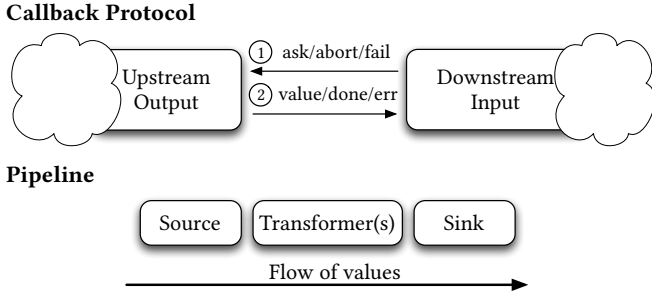 Callback Protocol
Upstream
Output
1 ask/abort/fail
2 value/done/err
Downstream
Input
Pipeline
Source Transformer(s) Sink
Flow of values